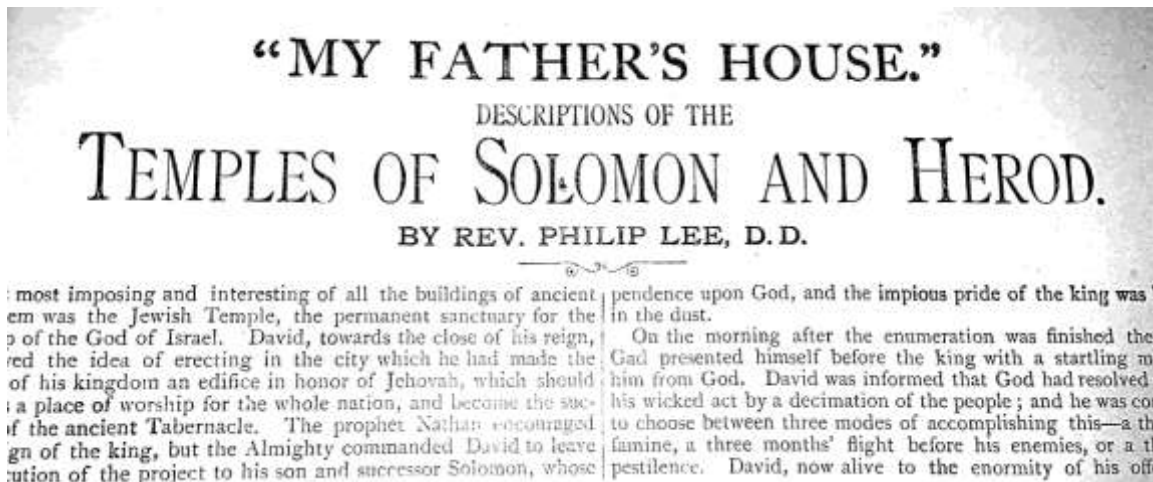 “MY FATHER’S HOUSE.”
DESCRIPTIONS OF THE
TEMPLES OF SOLOMON AND HEROD.
BY REV. PHILIP LEE, D. D.
most imposing and interesting of all the buildings of ancient
em was the Jewish Temple, the permanent sanctuary for the
of the God of Israel. David, towards the close of his reign,
ved the idea of erecting in the city which he had made the
of his kingdom an edifice in honor of Jehovah, which should
a place of worship for the whole nation, and become the suc-
of the ancient Tabernacle. The prophet Nathan encouraged
ign of the king, but the Almighty commanded David to leave
cution of the project to his son and successor Solomon, whose
pendence upon God, and the impious pride of the king was
in the dust.
On the morning after the enumeration was finished the
Gad presented himself before the king with a startling m
him from God. David was informed that God had resolved
his wicked act by a decimation of the people; and he was co
to choose between three modes of accomplishing this—a th
famine, a three months’ flight before his enemies, or a t
pestilence. David, now alive to the enormity of his off